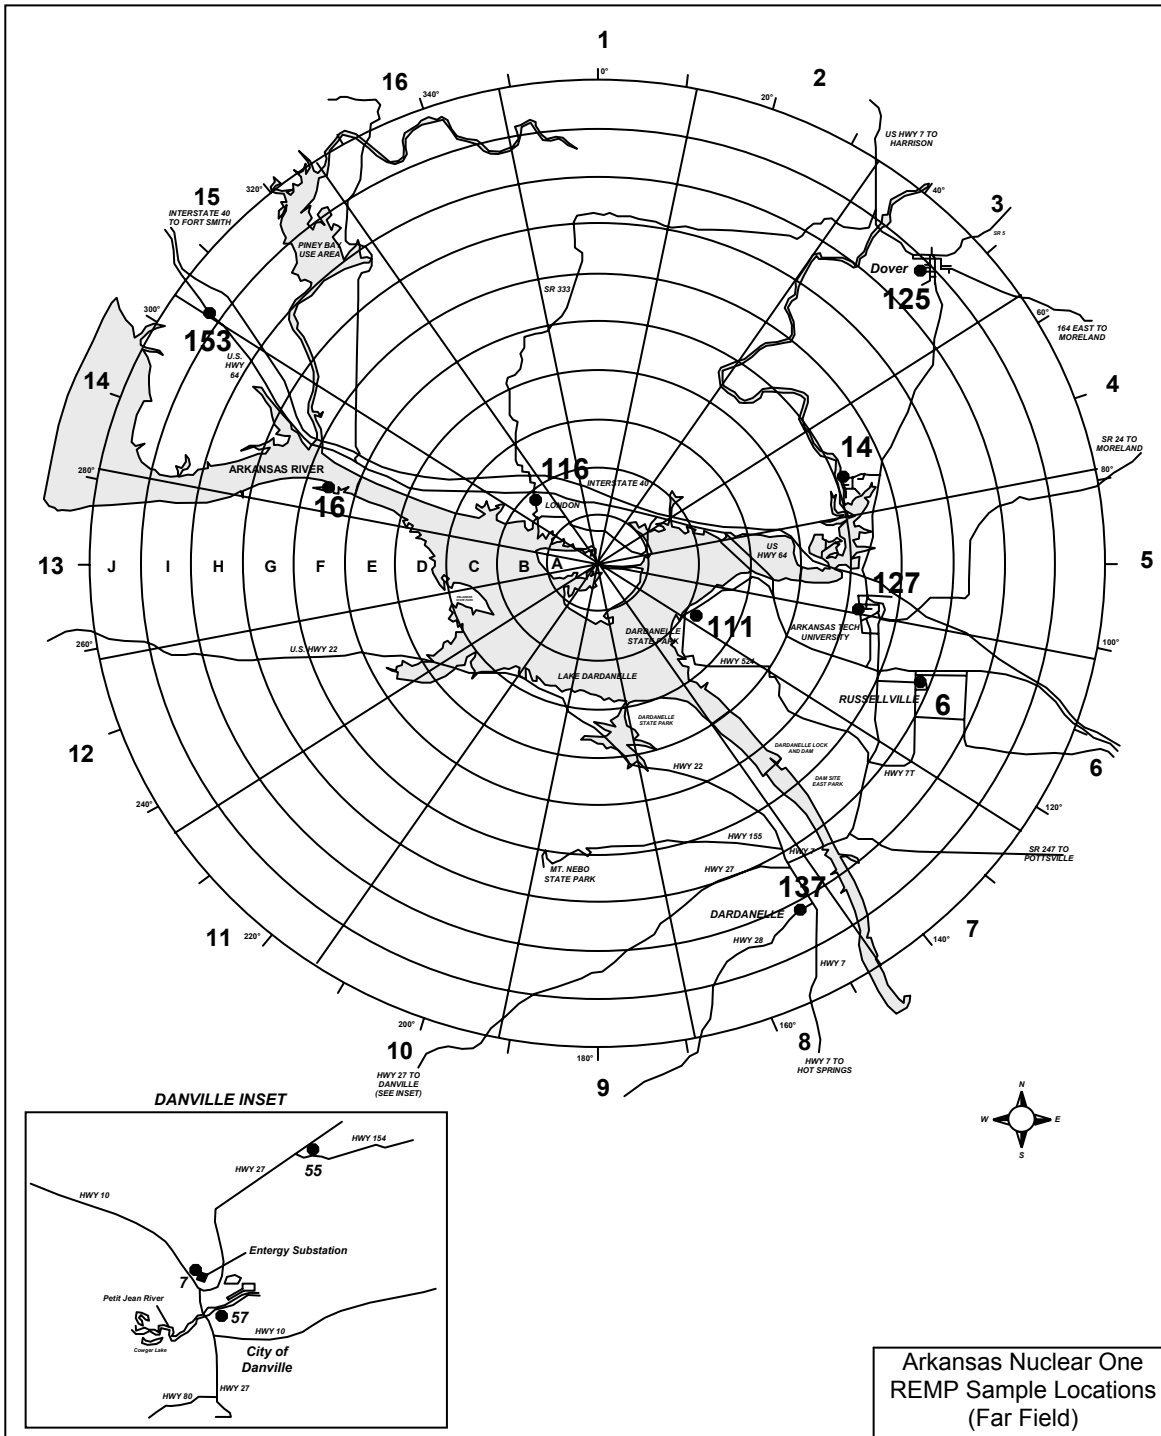 1
16
2
0°
340°
20°
US HWY 7 TO
HARRISON
15
320°
40°
3
INTERSTATE 40
TO FORT SMITH
SR 5
PINEY BAY
USE AREA
Dover
SR 333
125
300°
60°
153
164 EAST TO
MORELAND
U.S.
HWY
64
14
4
SR 24 TO
MORELAND
14
280°
ARKANSAS RIVER
116
80°
INTERSTATE 40
16
LONDON
US
HWY 64
13
J
I
H
G
F
E
D
C
B
A
5
127
DARDANELLE
STATE PARK
111
ARKANSAS TECH
UNIVERSITY
260°
U.S. HWY 22
100°
HWY 524
LAKE DARDANELLE
RUSSELLVILLE
6
DARDANELLE
STATE PARK
12
DARDANELLE LOCK
AND DAM
6
HWY 22
HWY 7T
DAM SITE
EAST PARK
240°
120°
HWY 155
HWY 7
SR 247 TO
POTTSVILLE
MT. NEBO
STATE PARK
HWY 27
137
DARDANELLE
11
220°
HWY 28
140°
7
HWY 7
200°
160°
10
180°
8
HWY 27 TO
DANVILLE
(SEE INSET)
9
HWY 7 TO
HOT SPRINGS
N
W
E
S
DANVILLE INSET
HWY 154
55
HWY 27
HWY 10
Entergy Substation
7
Petit Jean River
57
HWY 10
Cowger Lake
City of
Danville
HWY 80
HWY 27
Arkansas Nuclear One
REMP Sample Locations
(Far Field)